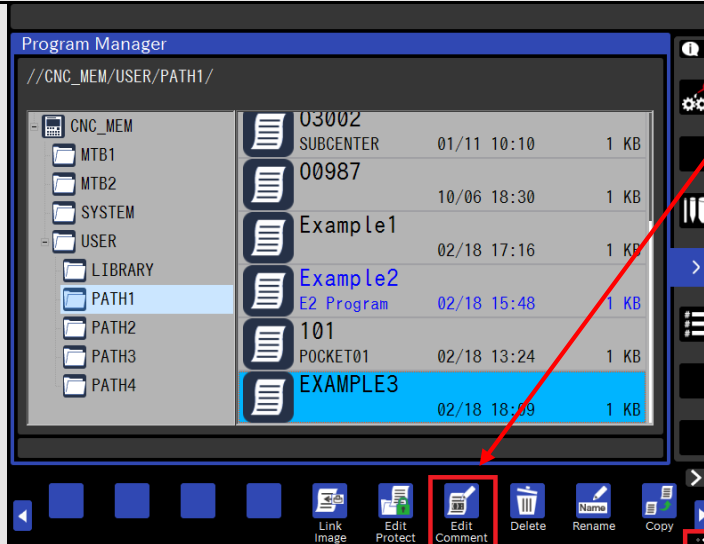 Program Manager
//CNC_MEM/USER/PATH1/
CNC_MEM
MTB1
MTB2
SYSTEM
USER
LIBRARY
PATH1
PATH2
PATH3
PATH4
O3002
SUBCENTER 01/11 10:10 1 KB
O0987
10/06 18:30 1 KB
Example1
02/18 17:16 1 KB
Example2
E2 Program 02/18 15:48 1 KB
101
POCKET01 02/18 13:24 1 KB
EXAMPLE3
02/18 18:09 1 KB
Link Image
Edit Protect
Edit Comment
Delete
Name
Rename
Copy